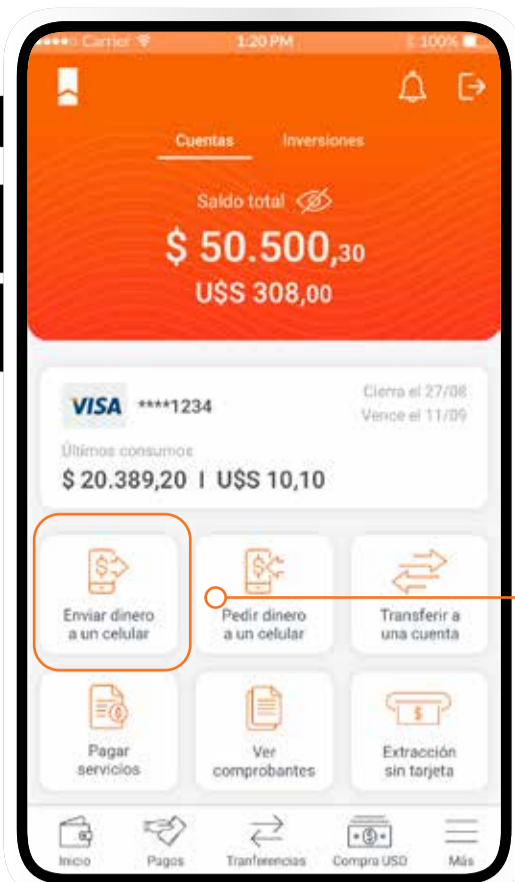 Carrier 1:20 PM 100%
Cuentas Inversiones
Saldo total
$ 50.500,30
U$S 308,00
VISA ****1234
Cierra el 27/08
Vence el 11/09
Últimos consumos
$ 20.389,20 I U$S 10,10
Enviar dinero
a un celular
Pedir dinero
a un celular
Transferir a
una cuenta
Pagar
servicios
Ver
comprobantes
Extracción
sin tarjeta
Inicio Pagos Tranferencias Compra USD Más